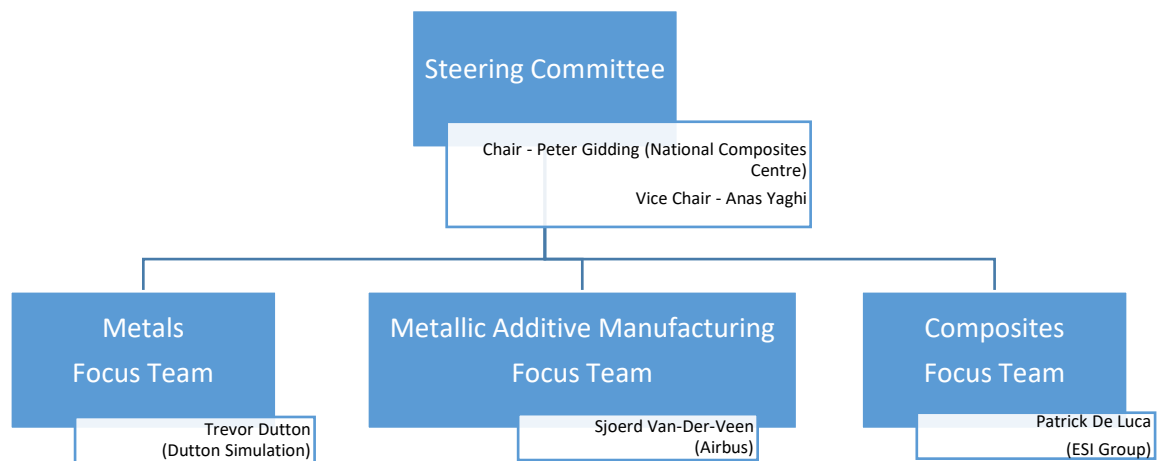 Steering Committee
Chair - Peter Gidding (National Composites
Centre)
Vice Chair - Anas Yaghi
Metals
Focus Team
Trevor Dutton
(Dutton Simulation)
Metallic Additive Manufacturing
Focus Team
Sjoerd Van-Der-Veen
(Airbus)
Composites
Focus Team
Patrick De Luca
(ESI Group)